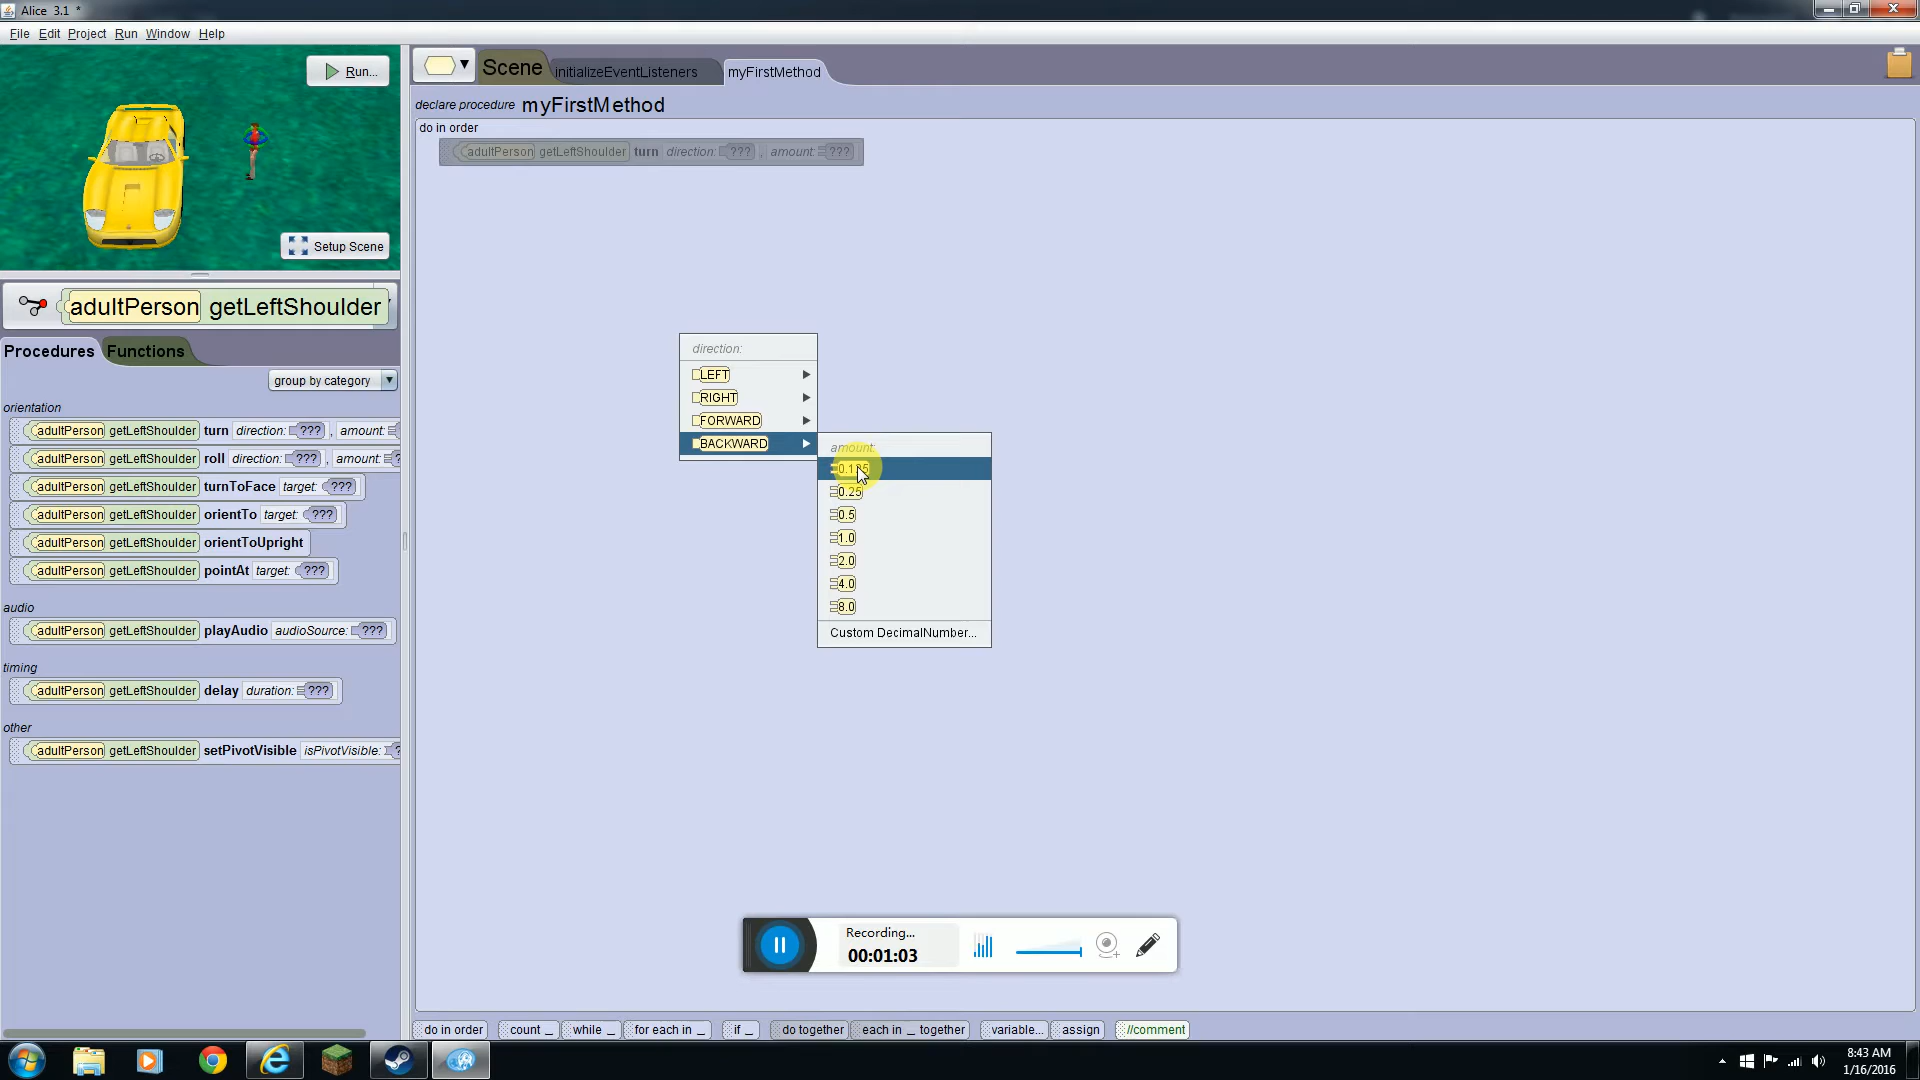 Alice 3.1 *
File Edit Project Run Window Help
Run...
Setup Scene
Scene initializeEventListeners myFirstMethod
declare procedure myFirstMethod
do in order
adultPerson getLeftShoulder turn direction: ??? , amount: ???
adultPerson getLeftShoulder
Procedures Functions
group by category
orientation
adultPerson getLeftShoulder turn direction: ??? , amount:
adultPerson getLeftShoulder roll direction: ??? , amount: ?
adultPerson getLeftShoulder turnToFace target: ???
adultPerson getLeftShoulder orientTo target: ???
adultPerson getLeftShoulder orientToUpright
adultPerson getLeftShoulder pointAt target: ???
audio
adultPerson getLeftShoulder playAudio audioSource: ???
timing
adultPerson getLeftShoulder delay duration: ???
other
adultPerson getLeftShoulder setPivotVisible isPivotVisible: ?
direction:
LEFT
RIGHT
FORWARD
BACKWARD
amount:
0.125
0.25
0.5
1.0
2.0
4.0
8.0
Custom DecimalNumber...
Recording...
00:01:03
do in order count _ while _ for each in _ if _ do together each in _ together variable... assign //comment
8:43 AM
1/16/2016